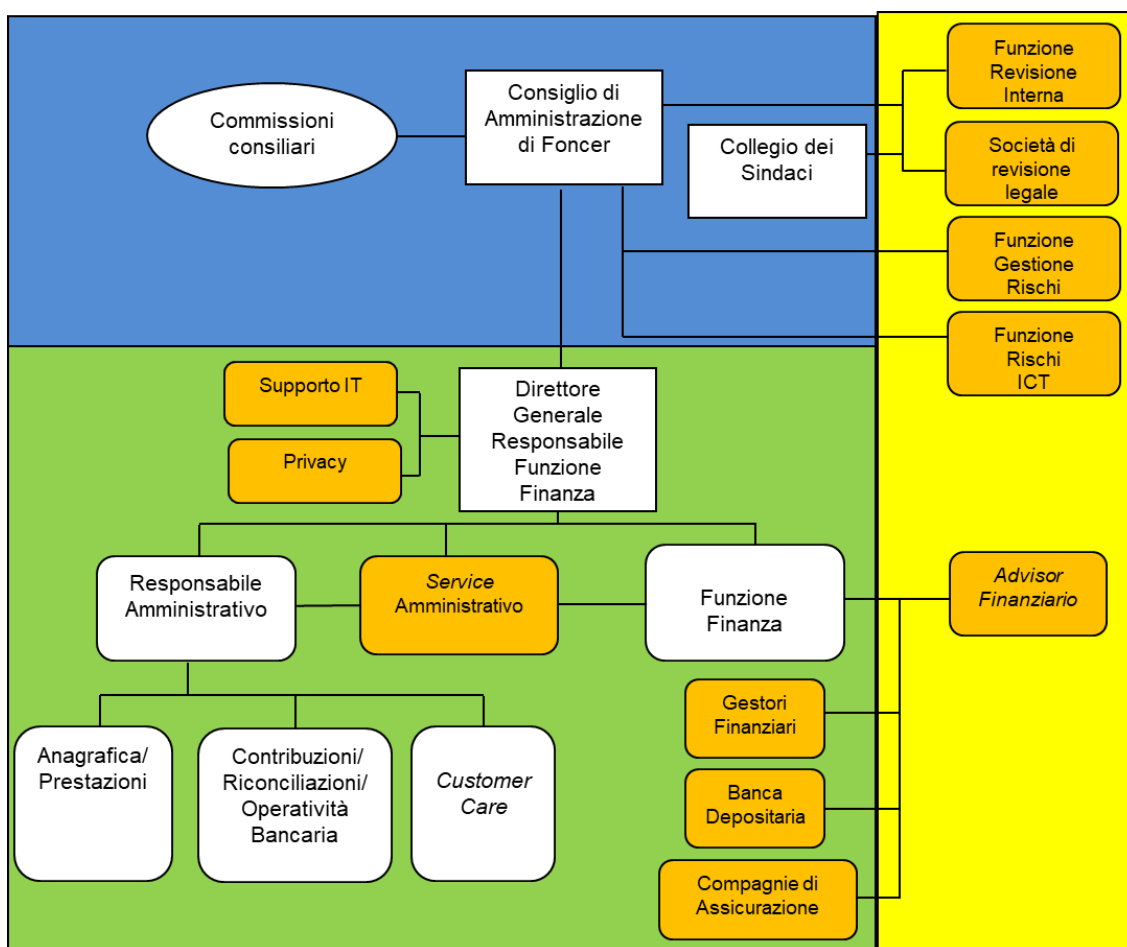 Commissioni
consiliari
Consiglio di
Amministrazione
di Foncer
Collegio dei
Sindaci
Funzione
Revisione
Interna
Società di
revisione
legale
Funzione
Gestione
Rischi
Funzione
Rischi
ICT
Supporto IT
Privacy
Direttore
Generale
Responsabile
Funzione
Finanza
Responsabile
Amministrativo
Service
Amministrativo
Funzione
Finanza
Advisor
Finanziario
Anagrafica/
Prestazioni
Contribuzioni/
Riconciliazioni/
Operatività
Bancaria
Customer
Care
Gestori
Finanziari
Banca
Depositaria
Compagnie di
Assicurazione